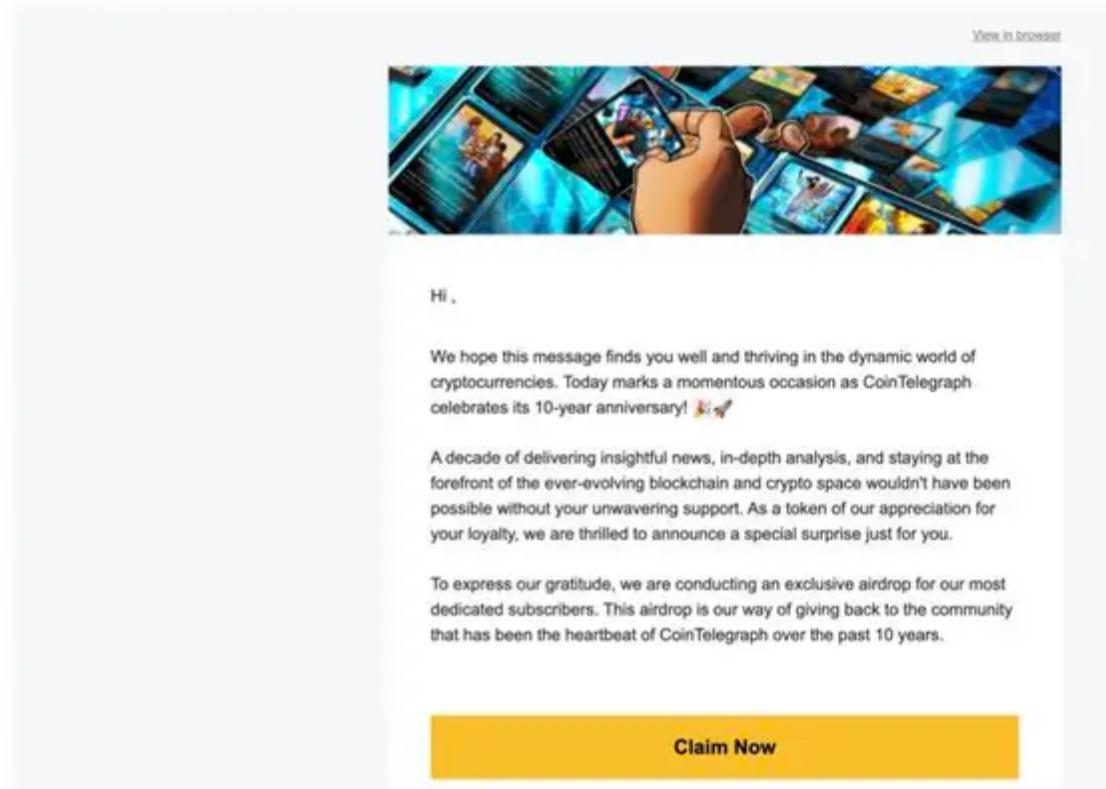 View in browser
Hi ,
We hope this message finds you well and thriving in the dynamic world of
cryptocurrencies. Today marks a momentous occasion as CoinTelegraph
celebrates its 10-year anniversary! 🎉🚀
A decade of delivering insightful news, in-depth analysis, and staying at the
forefront of the ever-evolving blockchain and crypto space wouldn't have been
possible without your unwavering support. As a token of our appreciation for
your loyalty, we are thrilled to announce a special surprise just for you.
To express our gratitude, we are conducting an exclusive airdrop for our most
dedicated subscribers. This airdrop is our way of giving back to the community
that has been the heartbeat of CoinTelegraph over the past 10 years.
Claim Now